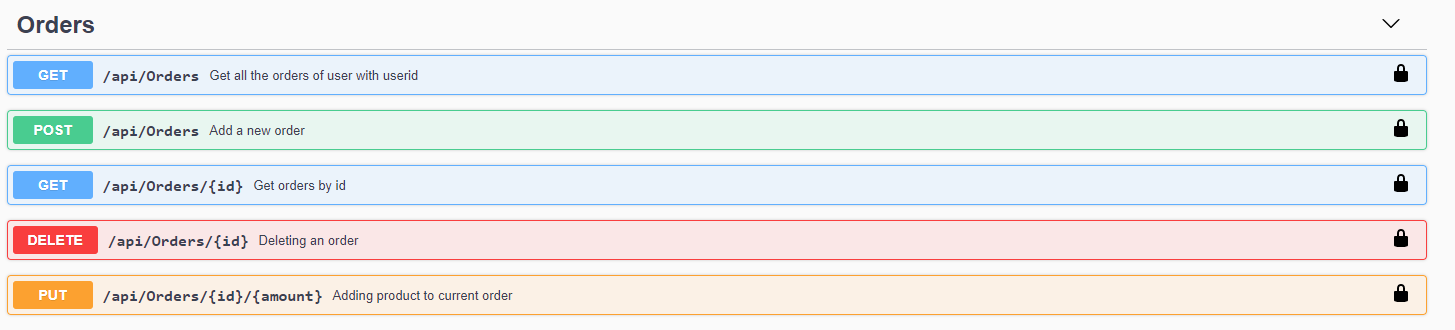 Orders
GET /api/Orders Get all the orders of user with userid
POST /api/Orders Add a new order
GET /api/Orders/{id} Get orders by id
DELETE /api/Orders/{id} Deleting an order
PUT /api/Orders/{id}/{amount} Adding product to current order